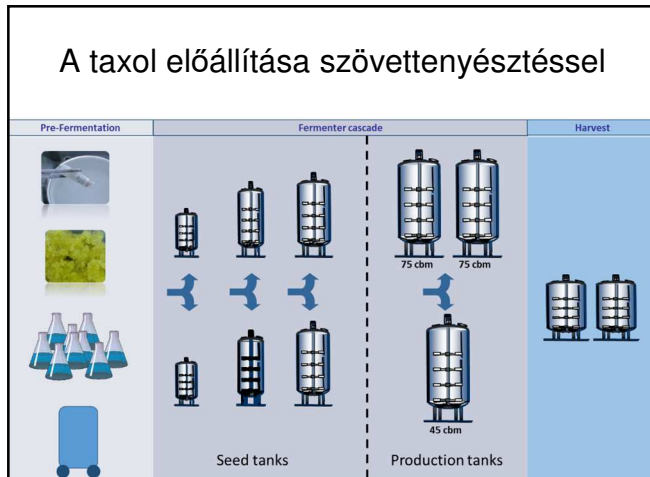 A taxol előállítása szövettenyésztéssel
Pre-Fermentation
Fermenter cascade
Harvest
75 cbm
75 cbm
45 cbm
Seed tanks
Production tanks